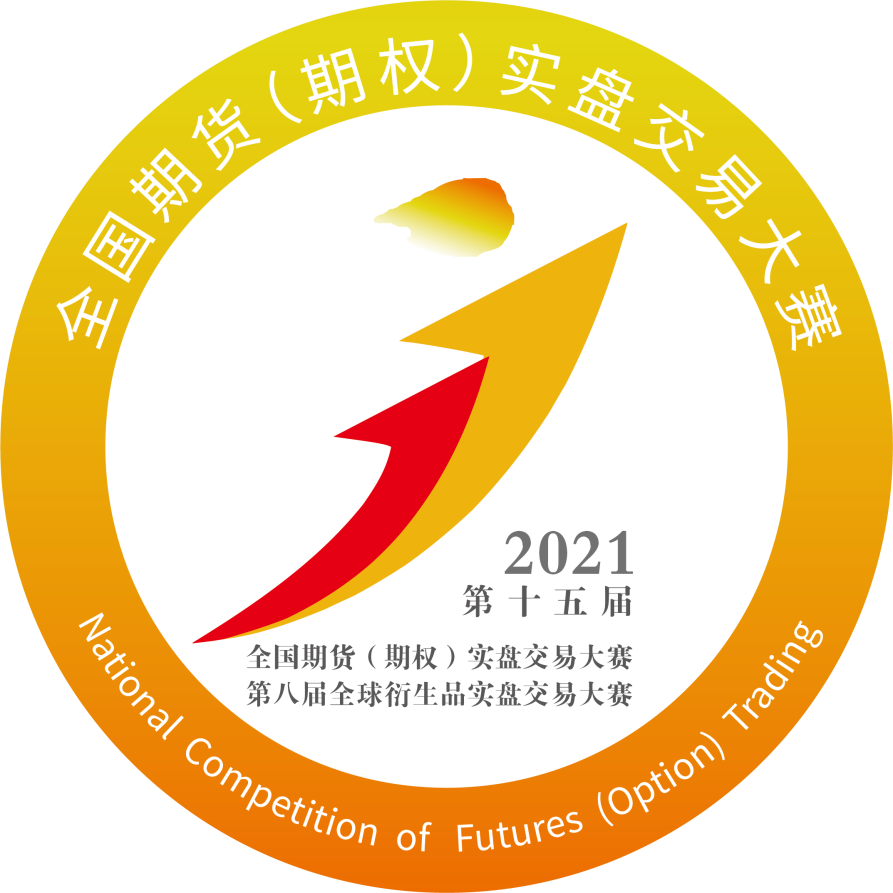 全国期货(期权)实盘交易大赛
2021
第十五届
全国期货(期权)实盘交易大赛
第八届全球衍生品实盘交易大赛
National Competition of Futures (Option) Trading